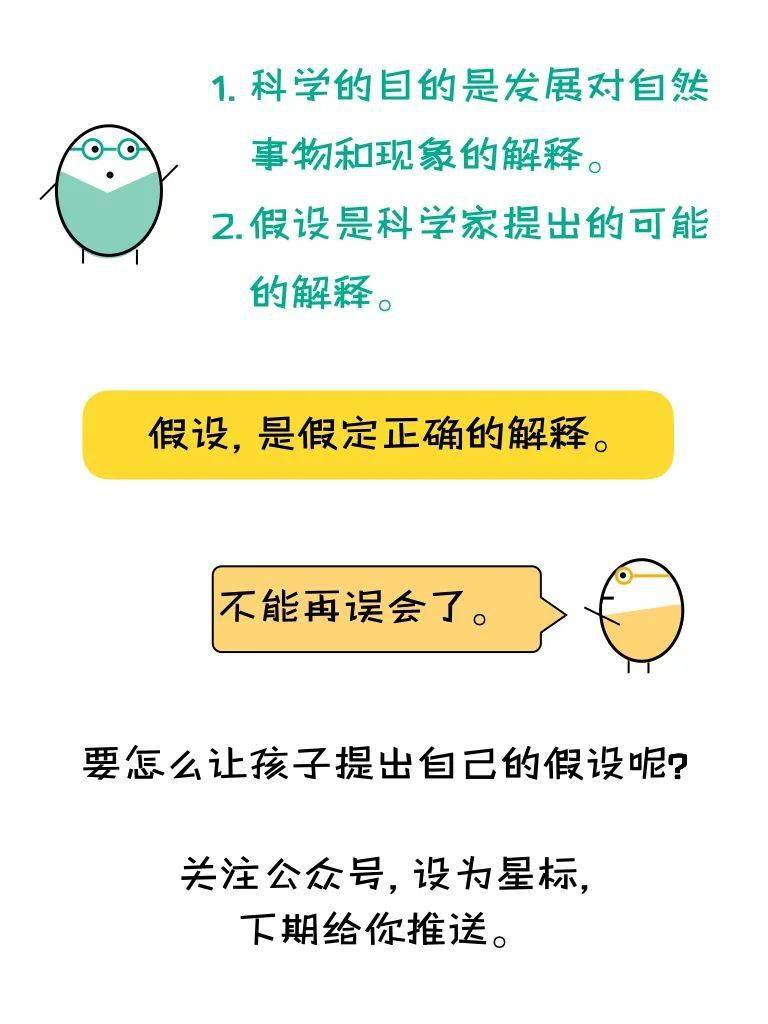 1. 科学的目的是发展对自然
事物和现象的解释。
2. 假设是科学家提出的可能
的解释。
假设, 是假定正确的解释。
不能再误会了。
要怎么让孩子提出自己的假设呢?
关注公众号, 设为星标,
下期给你推送。